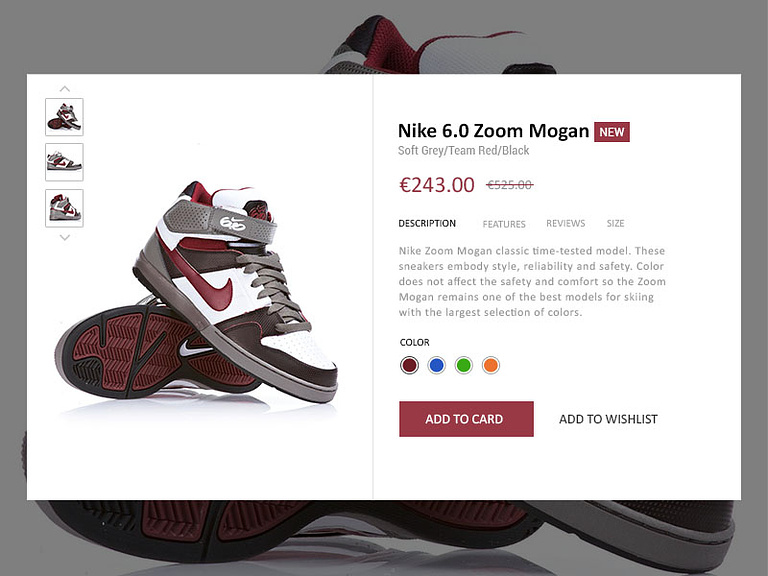 Nike 6.0 Zoom Mogan NEW
Soft Grey/Team Red/Black
€243.00 €525.00
DESCRIPTION FEATURES REVIEWS SIZE
Nike Zoom Mogan classic time-tested model. These
sneakers embody style, reliability and safety. Color
does not affect the safety and comfort so the Zoom
Mogan remains one of the best models for skiing
with the largest selection of colors.
COLOR
ADD TO CARD ADD TO WISHLIST